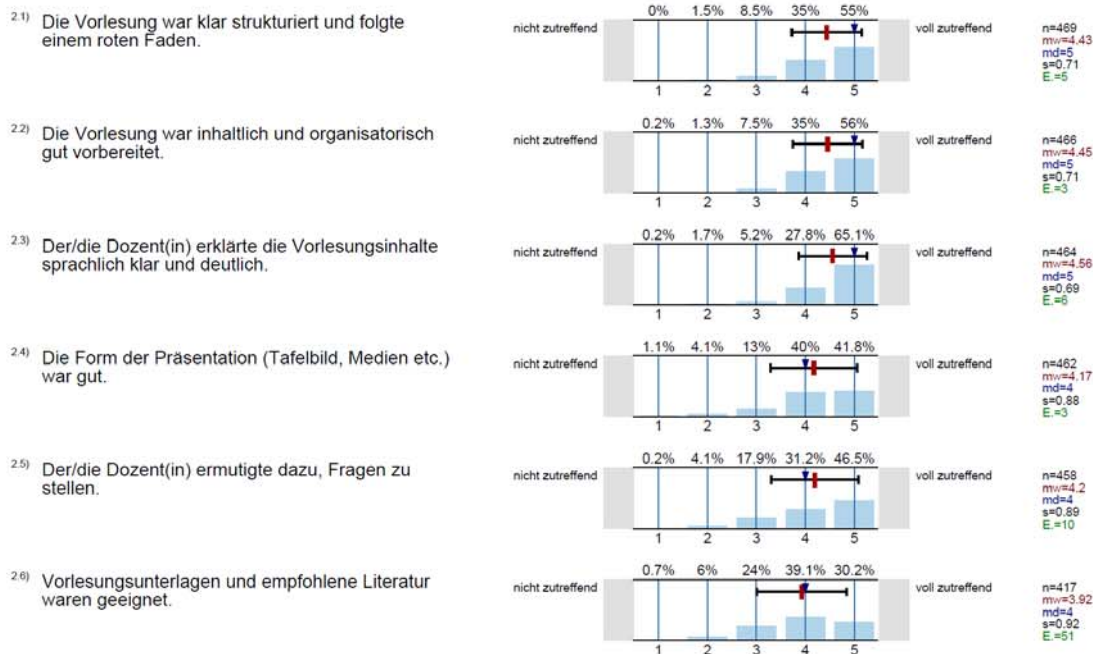 0% 1.5% 8.5% 35% 55%
2.1) Die Vorlesung war klar strukturiert und folgte
einem roten Faden.
nicht zutreffend voll zutreffend
n=469
mw=4.43
md=5
s=0.71
E.=5
1 2 3 4 5
0.2% 1.3% 7.5% 35% 56%
2.2) Die Vorlesung war inhaltlich und organisatorisch
gut vorbereitet.
nicht zutreffend voll zutreffend
n=466
mw=4.45
md=5
s=0.71
E.=3
1 2 3 4 5
0.2% 1.7% 5.2% 27.8% 65.1%
2.3) Der/die Dozent(in) erklärte die Vorlesungsinhalte
sprachlich klar und deutlich.
nicht zutreffend voll zutreffend
n=464
mw=4.56
md=5
s=0.69
E.=6
1 2 3 4 5
1.1% 4.1% 13% 40% 41.8%
2.4) Die Form der Präsentation (Tafelbild, Medien etc.)
war gut.
nicht zutreffend voll zutreffend
n=462
mw=4.17
md=4
s=0.88
E.=3
1 2 3 4 5
0.2% 4.1% 17.9% 31.2% 46.5%
2.5) Der/die Dozent(in) ermutigte dazu, Fragen zu
stellen.
nicht zutreffend voll zutreffend
n=458
mw=4.2
md=4
s=0.89
E.=10
1 2 3 4 5
0.7% 6% 24% 39.1% 30.2%
2.6) Vorlesungsunterlagen und empfohlene Literatur
waren geeignet.
nicht zutreffend voll zutreffend
n=417
mw=3.92
md=4
s=0.92
E.=51
1 2 3 4 5